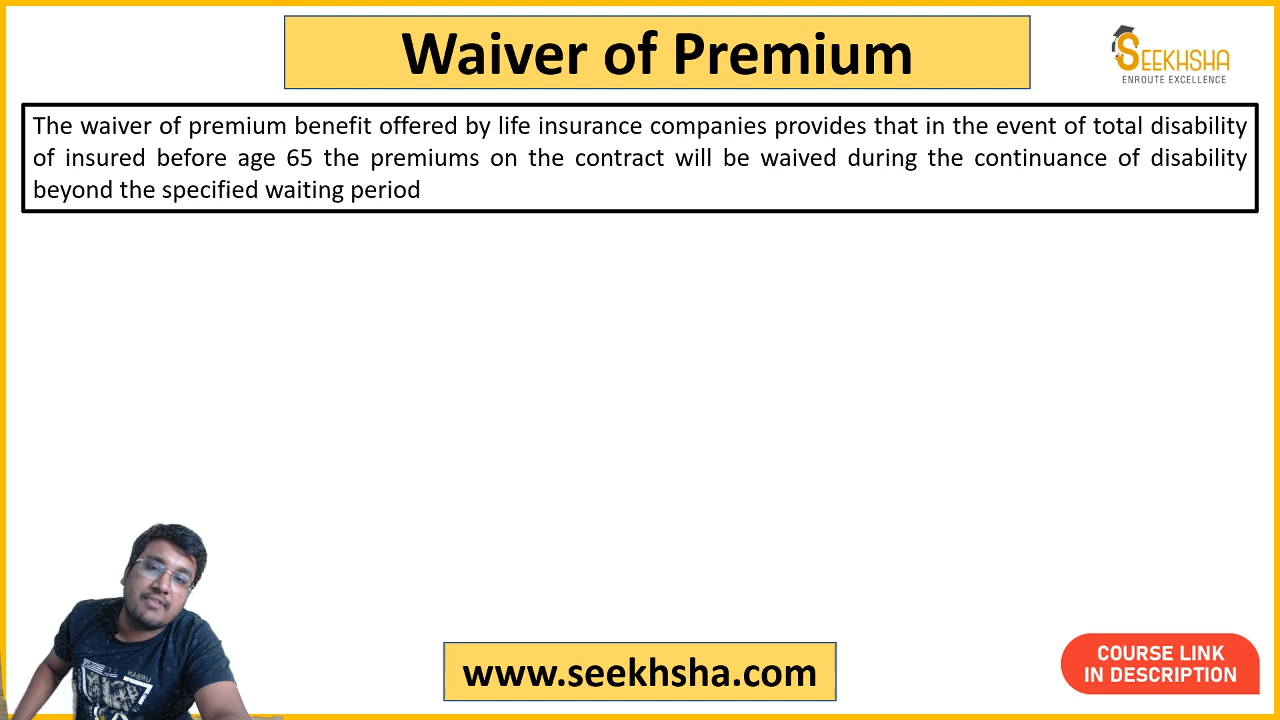 Waiver of Premium
SEEKHSHA
ENROUTE EXCELLENCE
The waiver of premium benefit offered by life insurance companies provides that in the event of total disability
of insured before age 65 the premiums on the contract will be waived during the continuance of disability
beyond the specified waiting period
URBAN
www.seekhsha.com
COURSE LINK
IN DESCRIPTION